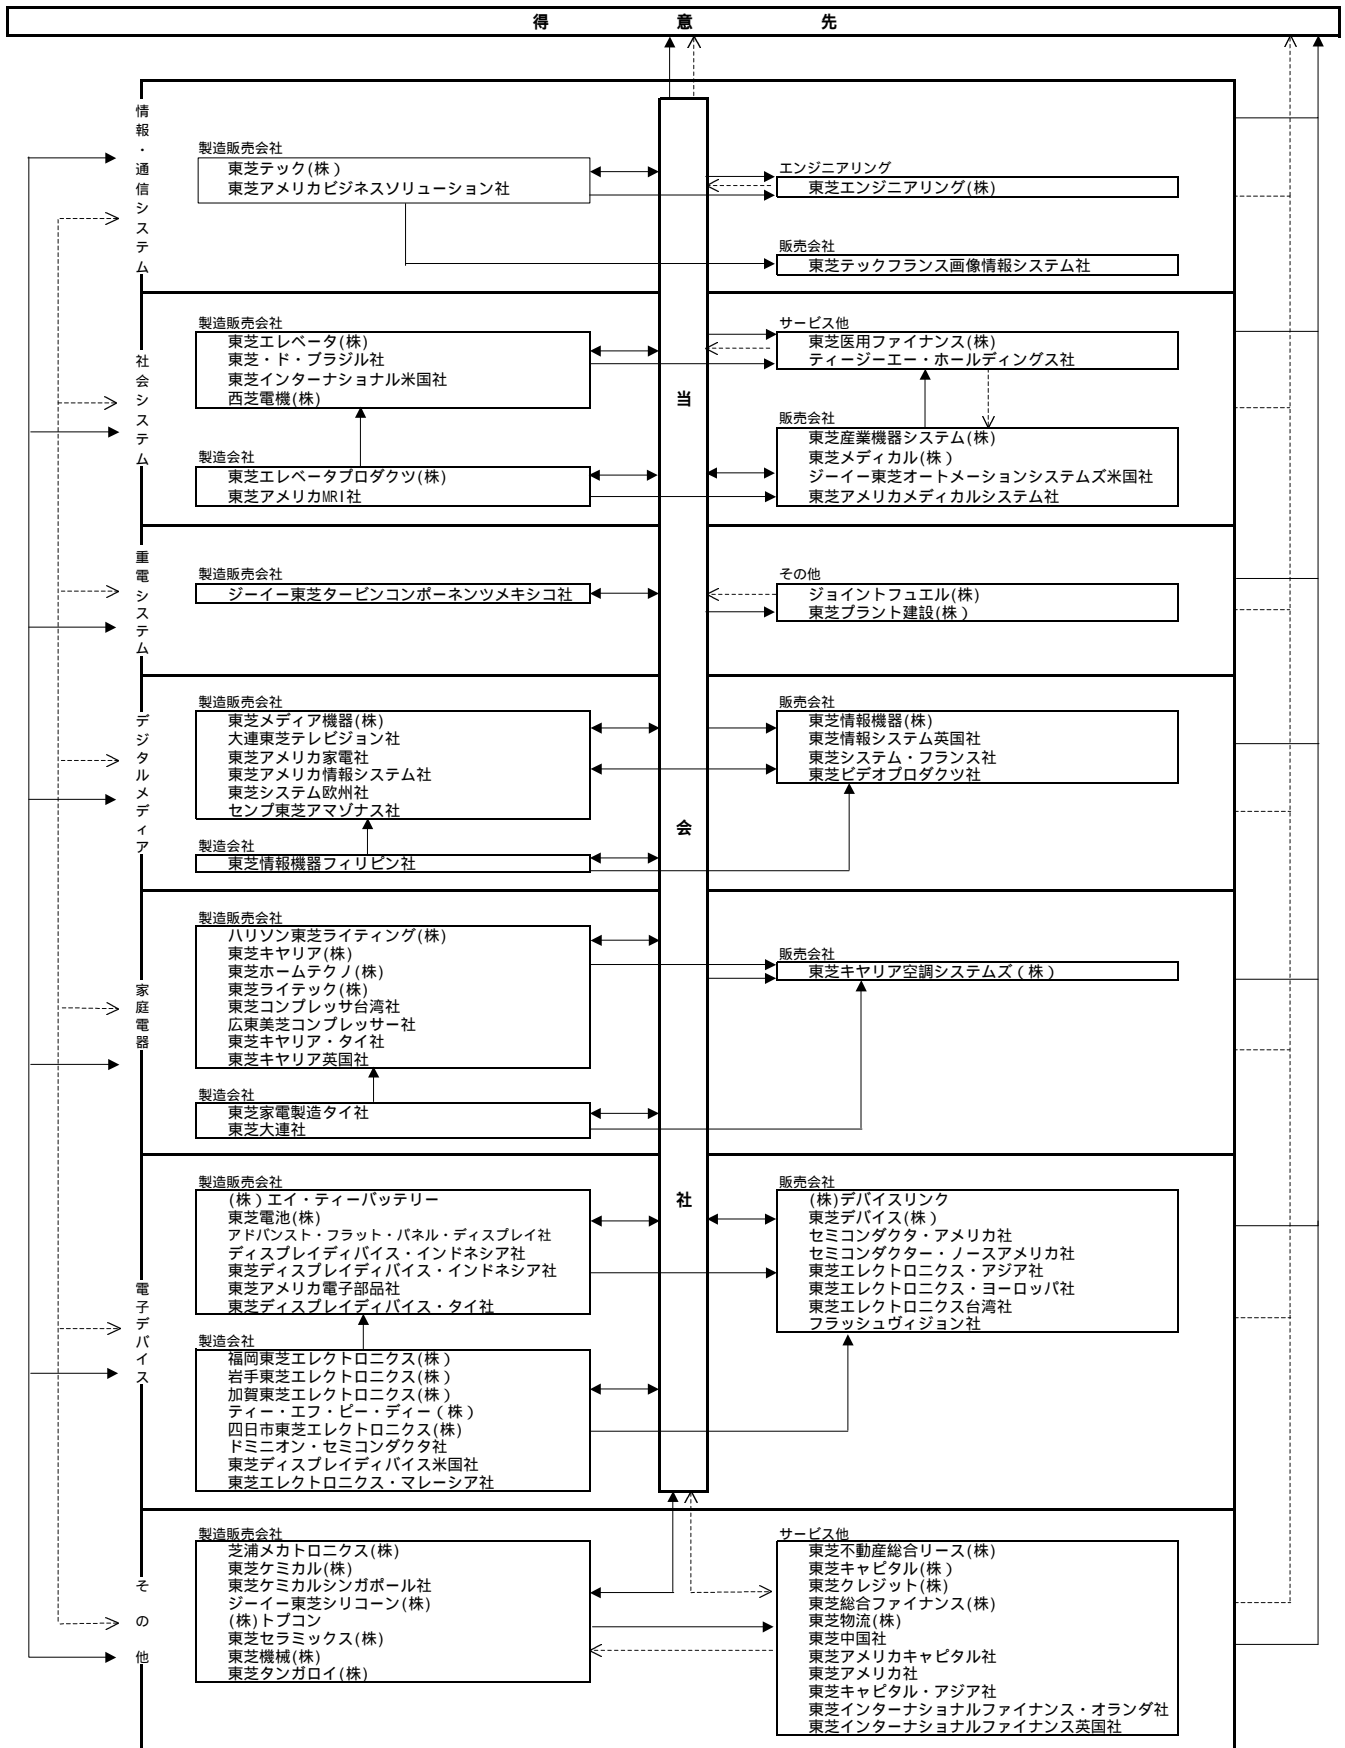 得意先
情報・通信システム
製造販売会社
東芝テック(株)
東芝アメリカビジネスソリューション社
エンジニアリング
東芝エンジニアリング(株)
販売会社
東芝テックフランス画像情報システム社
社会システム
製造販売会社
東芝エレベータ(株)
東芝・ド・ブラジル社
東芝インターナショナル米国社
西芝電機(株)
製造会社
東芝エレベータプロダクツ(株)
東芝アメリカMRI社
サービス他
東芝医用ファイナンス(株)
ティージーエー・ホールディングス社
販売会社
東芝産業機器システム(株)
東芝メディカル(株)
ジーイー東芝オートメーションシステムズ米国社
東芝アメリカメディカルシステム社
当会社
重電システム
製造販売会社
ジーイー東芝タービンコンポーネンツメキシコ社
その他
ジョイントフュエル(株)
東芝プラント建設(株)
デジタルメディア
製造販売会社
東芝メディア機器(株)
大連東芝テレビジョン社
東芝アメリカ家電社
東芝アメリカ情報システム社
東芝システム欧州社
センプ東芝アマゾナス社
製造会社
東芝情報機器フィリピン社
販売会社
東芝情報機器(株)
東芝情報システム英国社
東芝システム・フランス社
東芝ビデオプロダクツ社
家庭電器
製造販売会社
ハリソン東芝ライティング(株)
東芝キヤリア(株)
東芝ホームテクノ(株)
東芝ライテック(株)
東芝コンプレッサ台湾社
広東美芝コンプレッサー社
東芝キヤリア・タイ社
東芝キヤリア英国社
製造会社
東芝家電製造タイ社
東芝大連社
販売会社
東芝キヤリア空調システムズ(株)
電子デバイス
製造販売会社
(株)エイ・ティーバッテリー
東芝電池(株)
アドバンスト・フラット・パネル・ディスプレイ社
ディスプレイディバイス・インドネシア社
東芝ディスプレイディバイス・インドネシア社
東芝アメリカ電子部品社
東芝ディスプレイディバイス・タイ社
製造会社
福岡東芝エレクトロニクス(株)
岩手東芝エレクトロニクス(株)
加賀東芝エレクトロニクス(株)
ティー・エフ・ピー・ディー(株)
四日市東芝エレクトロニクス(株)
ドミニオン・セミコンダクタ社
東芝ディスプレイディバイス米国社
東芝エレクトロニクス・マレーシア社
販売会社
(株)デバイスリンク
東芝デバイス(株)
セミコンダクタ・アメリカ社
セミコンダクター・ノースアメリカ社
東芝エレクトロニクス・アジア社
東芝エレクトロニクス・ヨーロッパ社
東芝エレクトロニクス台湾社
フラッシュヴィジョン社
その他
製造販売会社
芝浦メカトロニクス(株)
東芝ケミカル(株)
東芝ケミカルシンガポール社
ジーイー東芝シリコーン(株)
(株)トプコン
東芝セラミックス(株)
東芝機械(株)
東芝タンガロイ(株)
サービス他
東芝不動産総合リース(株)
東芝キャピタル(株)
東芝クレジット(株)
東芝総合ファイナンス(株)
東芝物流(株)
東芝中国社
東芝アメリカキャピタル社
東芝アメリカ社
東芝キャピタル・アジア社
東芝インターナショナルファイナンス・オランダ社
東芝インターナショナルファイナンス英国社